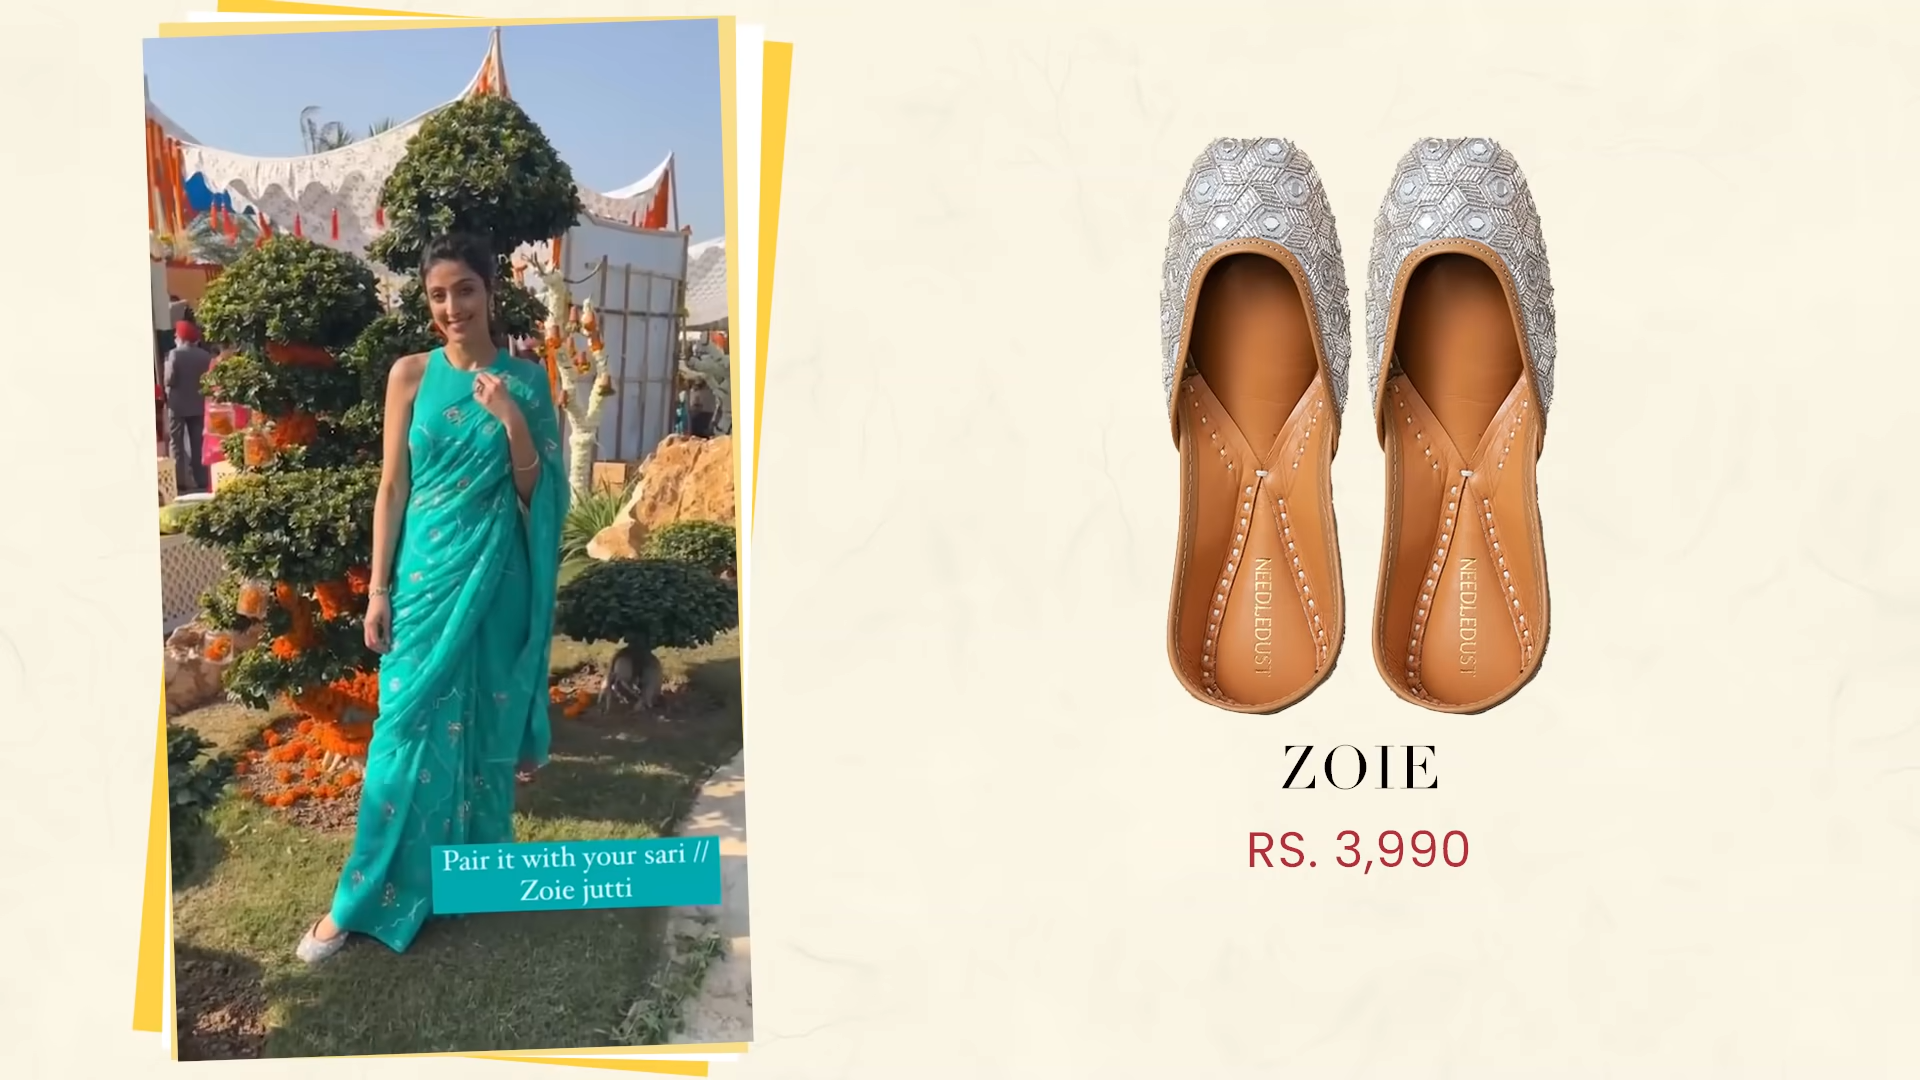 Pair it with your sari //
Zoie jutti
NEEDLEDUST
NEEDLEDUST
ZOIE
RS. 3,990